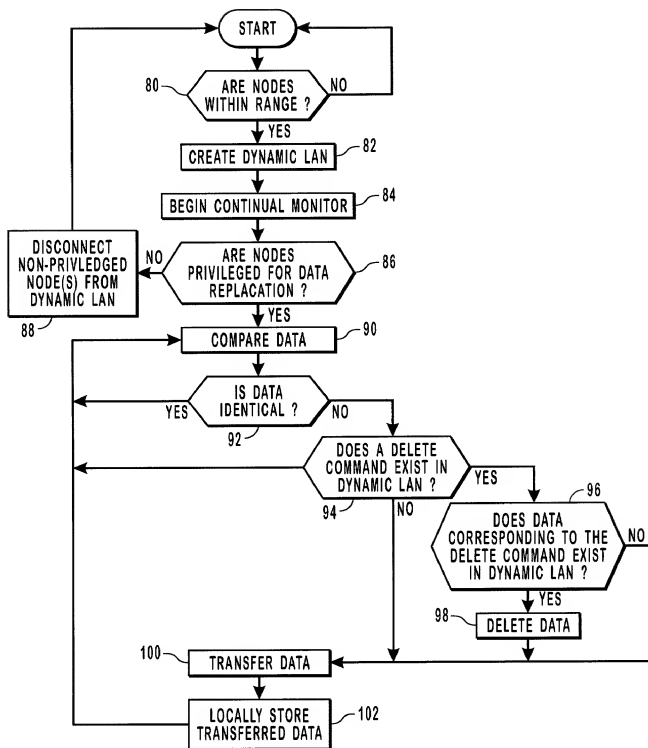 START
80
ARE NODES
WITHIN RANGE ?
NO
YES
CREATE DYNAMIC LAN
82
BEGIN CONTINUAL MONITOR
84
DISCONNECT
NON-PRIVLEDGED
NODE(S) FROM
DYNAMIC LAN
88
NO
ARE NODES
PRIVILEGED FOR DATA
REPLACATION ?
86
YES
COMPARE DATA
90
IS DATA
IDENTICAL ?
YES
NO
92
DOES A DELETE
COMMAND EXIST IN
DYNAMIC LAN ?
YES
94
NO
96
DOES DATA
CORRESPONDING TO THE
DELETE COMMAND EXIST
IN DYNAMIC LAN ?
NO
YES
98
DELETE DATA
100
TRANSFER DATA
LOCALLY STORE
TRANSFERRED DATA
102